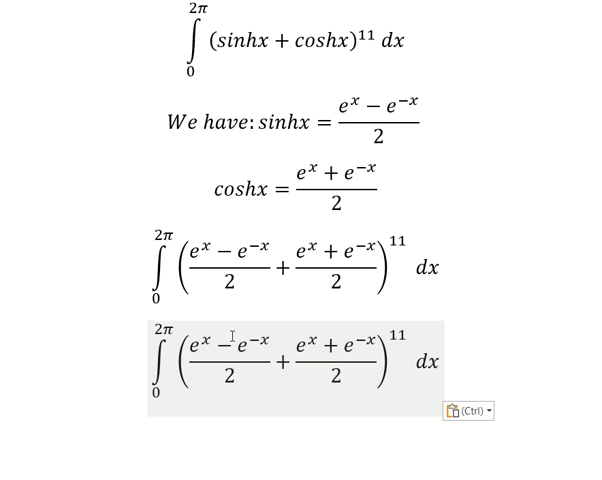 2π
∫ (sinhx + coshx)¹¹ dx
0
We have: sinhx = (eˣ − e⁻ˣ)/2
coshx = (eˣ + e⁻ˣ)/2
2π
∫ ((eˣ − e⁻ˣ)/2 + (eˣ + e⁻ˣ)/2)¹¹ dx
0
2π
∫ ((eˣ − e⁻ˣ)/2 + (eˣ + e⁻ˣ)/2)¹¹ dx
0
(Ctrl)